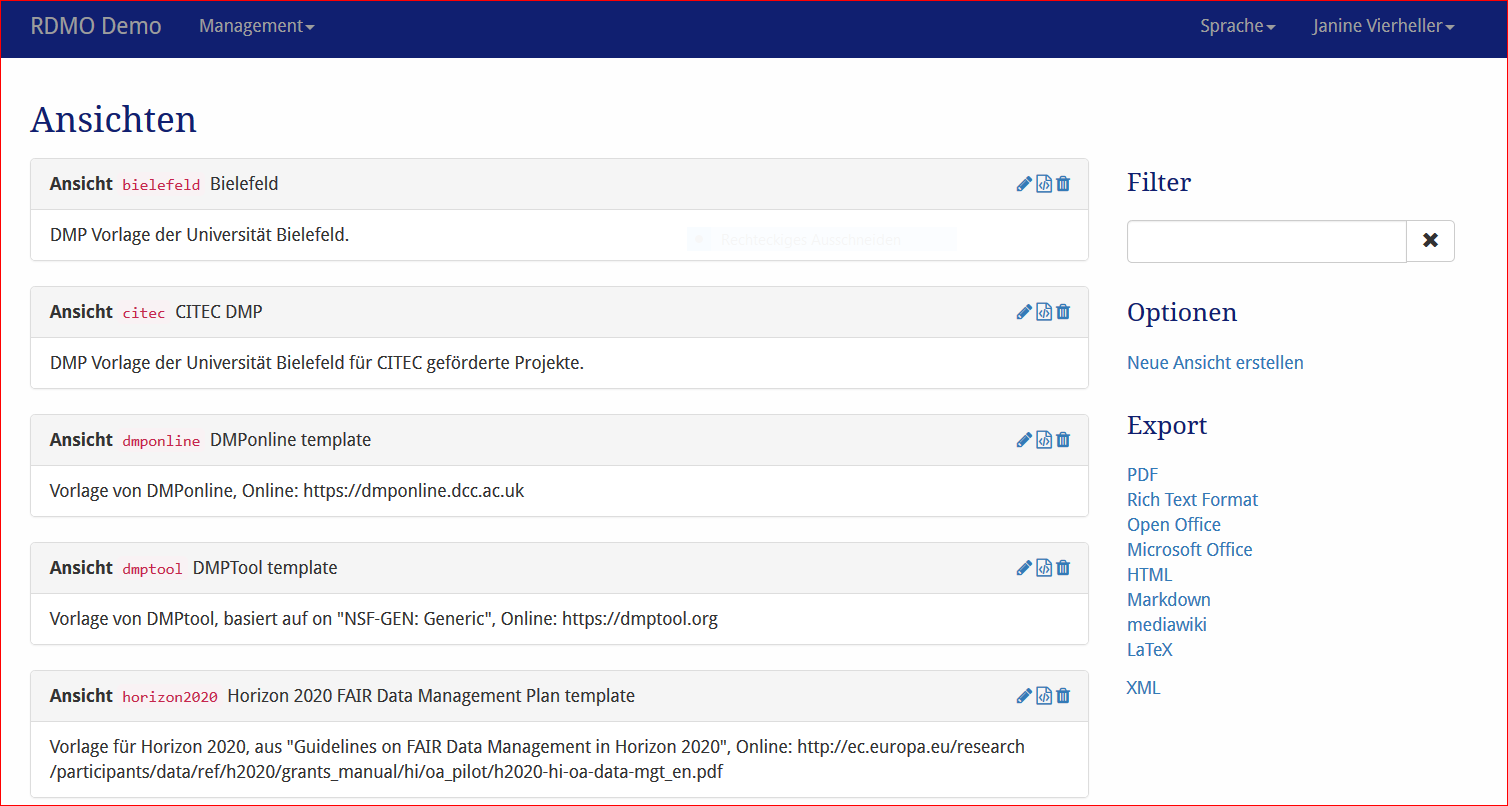 RDMO Demo Management Sprache Janine Vierheller
Ansichten
Ansicht bielefeld Bielefeld
DMP Vorlage der Universität Bielefeld.
Rechteckiges Ausschneiden
Ansicht citec CITEC DMP
DMP Vorlage der Universität Bielefeld für CITEC geförderte Projekte.
Ansicht dmponline DMPonline template
Vorlage von DMPonline, Online: https://dmponline.dcc.ac.uk
Ansicht dmptool DMPTool template
Vorlage von DMPtool, basiert auf on "NSF-GEN: Generic", Online: https://dmptool.org
Ansicht horizon2020 Horizon 2020 FAIR Data Management Plan template
Vorlage für Horizon 2020, aus "Guidelines on FAIR Data Management in Horizon 2020", Online: http://ec.europa.eu/research
/participants/data/ref/h2020/grants_manual/hi/oa_pilot/h2020-hi-oa-data-mgt_en.pdf
Filter
Optionen
Neue Ansicht erstellen
Export
PDF
Rich Text Format
Open Office
Microsoft Office
HTML
Markdown
mediawiki
LaTeX
XML